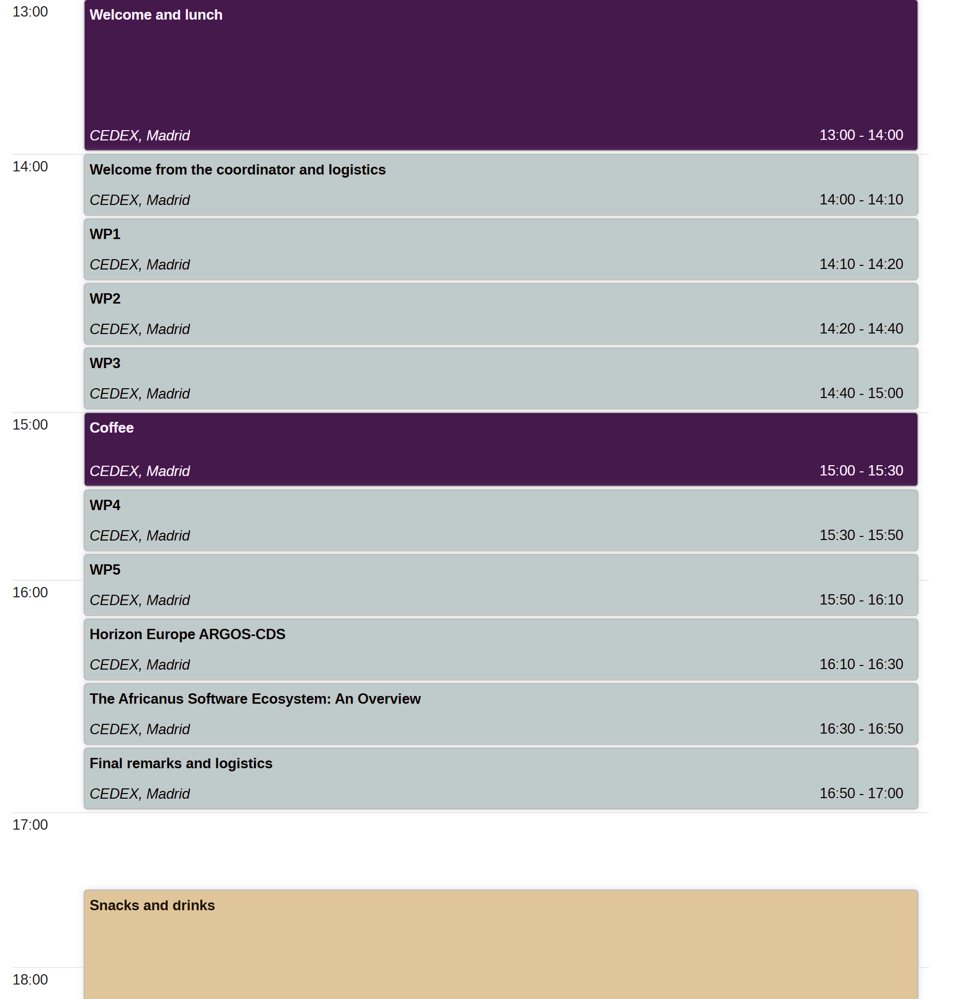 13:00
Welcome and lunch
CEDEX, Madrid 13:00 - 14:00
14:00
Welcome from the coordinator and logistics
CEDEX, Madrid 14:00 - 14:10
WP1
CEDEX, Madrid 14:10 - 14:20
WP2
CEDEX, Madrid 14:20 - 14:40
WP3
CEDEX, Madrid 14:40 - 15:00
15:00
Coffee
CEDEX, Madrid 15:00 - 15:30
WP4
CEDEX, Madrid 15:30 - 15:50
WP5
16:00
CEDEX, Madrid 15:50 - 16:10
Horizon Europe ARGOS-CDS
CEDEX, Madrid 16:10 - 16:30
The Africanus Software Ecosystem: An Overview
CEDEX, Madrid 16:30 - 16:50
Final remarks and logistics
CEDEX, Madrid 16:50 - 17:00
17:00
Snacks and drinks
18:00